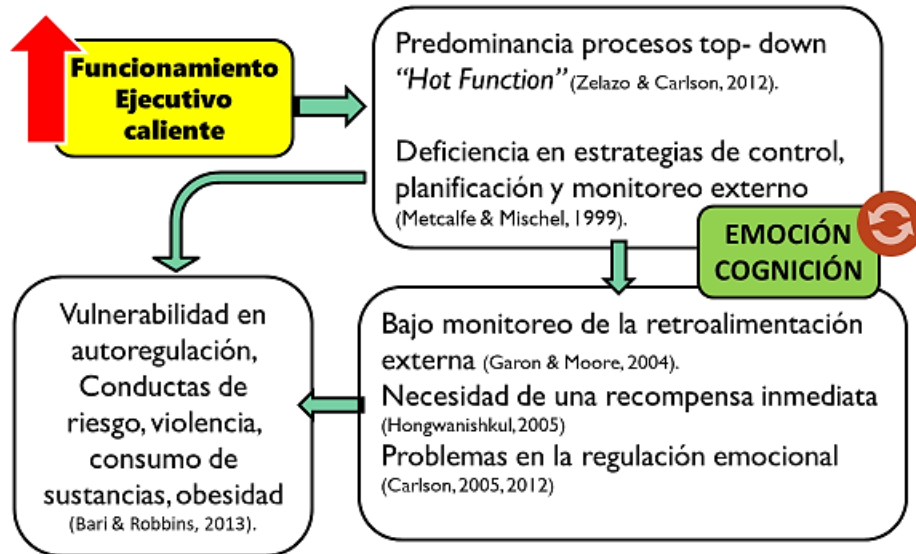 Funcionamiento
Ejecutivo
caliente
Predominancia procesos top- down
“Hot Function” (Zelazo & Carlson, 2012).
Deficiencia en estrategias de control,
planificación y monitoreo externo
(Metcalfe & Mischel, 1999).
EMOCIÓN
COGNICIÓN
Bajo monitoreo de la retroalimentación
externa (Garon & Moore, 2004).
Necesidad de una recompensa inmediata
(Hongwanishkul, 2005)
Problemas en la regulación emocional
(Carlson, 2005, 2012)
Vulnerabilidad en
autoregulación,
Conductas de
riesgo, violencia,
consumo de
sustancias, obesidad
(Bari & Robbins, 2013).